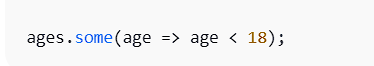 ages.some(age => age < 18);